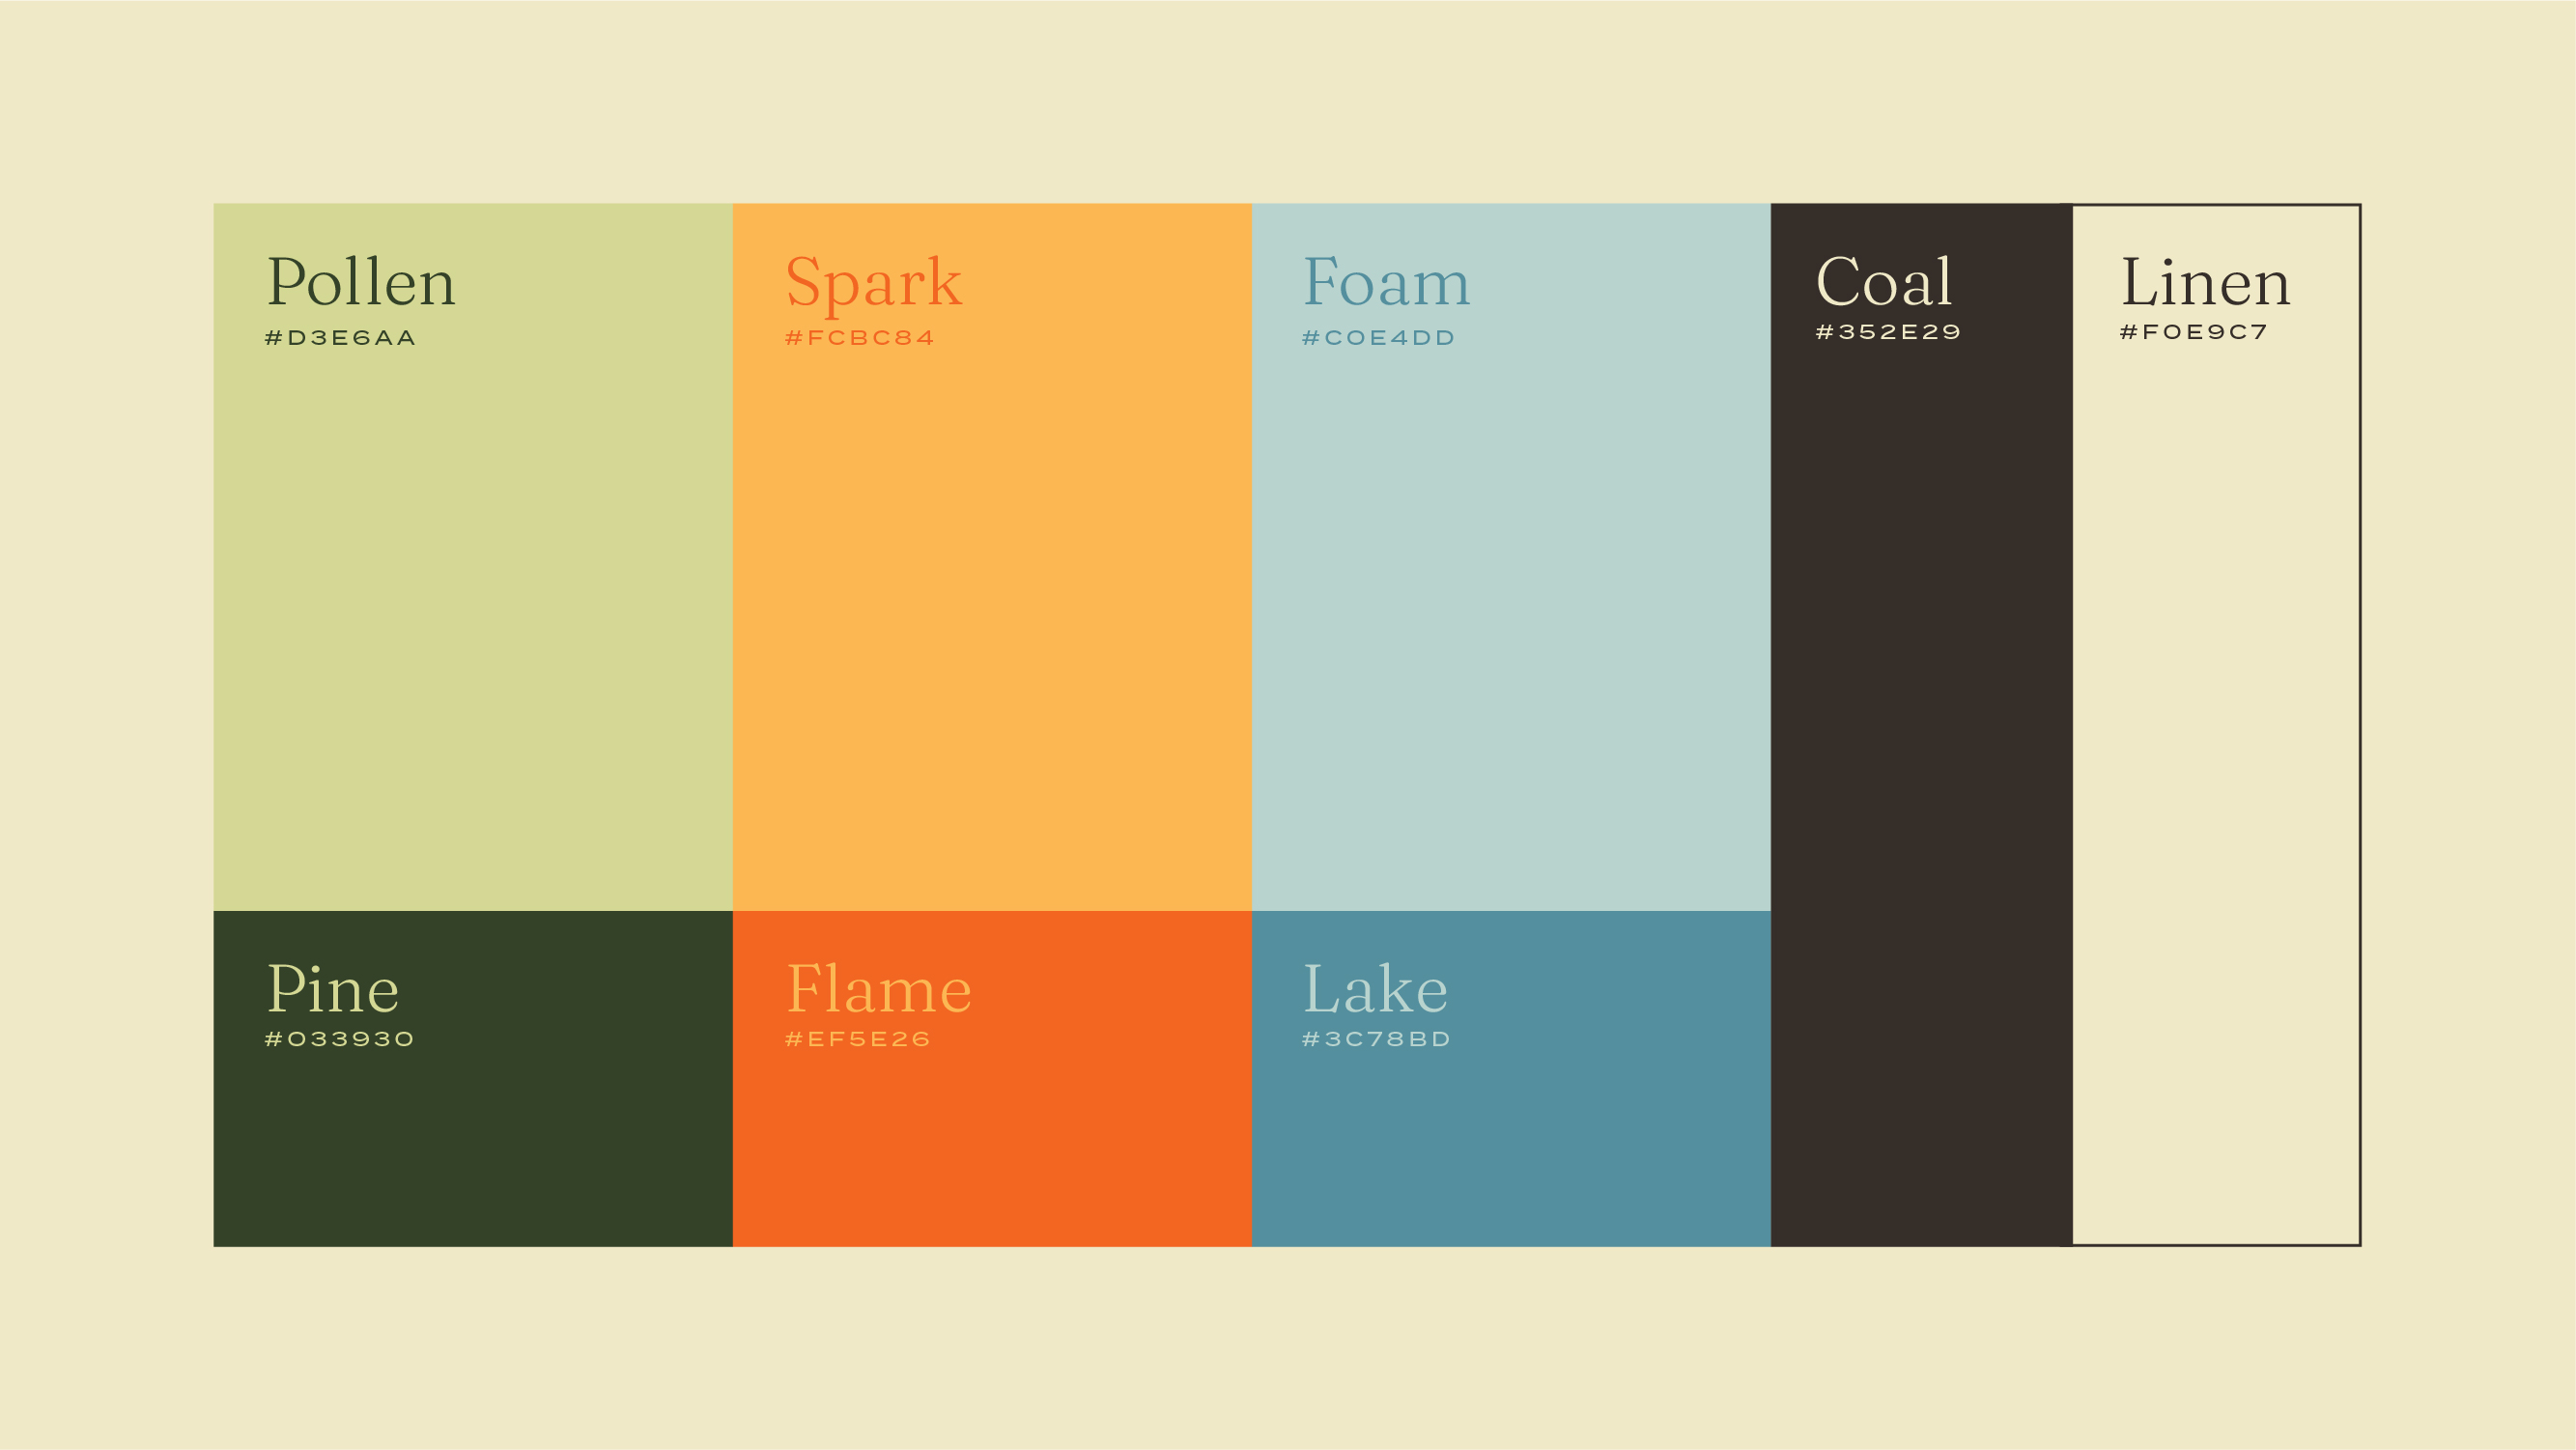 Pollen
#D3E6AA
Spark
#FCBC84
Foam
#C0E4DD
Coal
#352E29
Linen
#F0E9C7
Pine
#033930
Flame
#EF5E26
Lake
#3C78BD